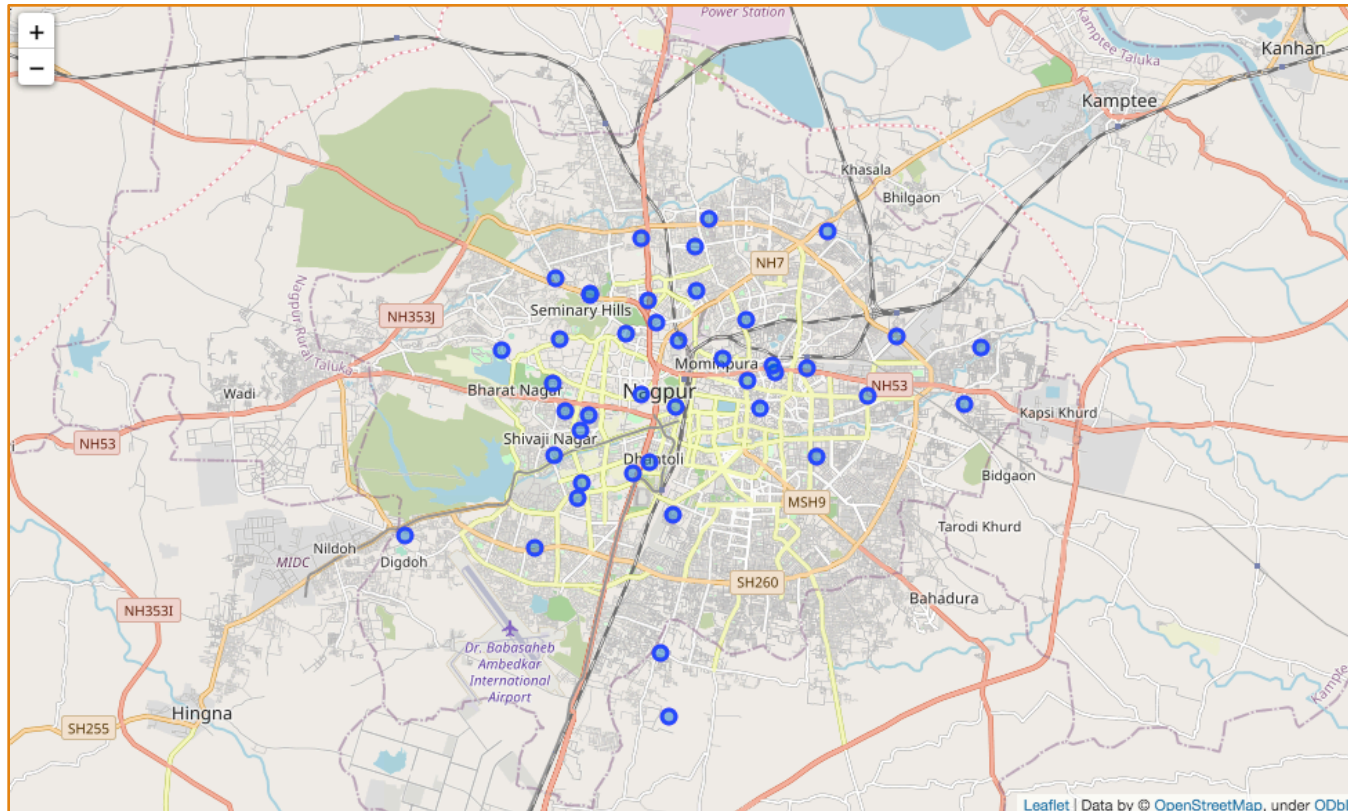 +
−
Power Station
Kamptee Taluka
Kanhan
Kamptee
Khasala
Bhilgaon
NH7
Nagpur Rural Taluka
NH353J
Seminary Hills
Mominpura
Wadi
Bharat Nagar
Nagpur
NH53
Kapsi Khurd
NH53
Shivaji Nagar
Dhantoli
Bidgaon
MSH9
Tarodi Khurd
Nildoh
MIDC
Digdoh
SH260
Bahadura
NH353I
Dr. Babasaheb
Ambedkar
International
Airport
Hingna
SH255
Leaflet | Data by © OpenStreetMap, under ODbL